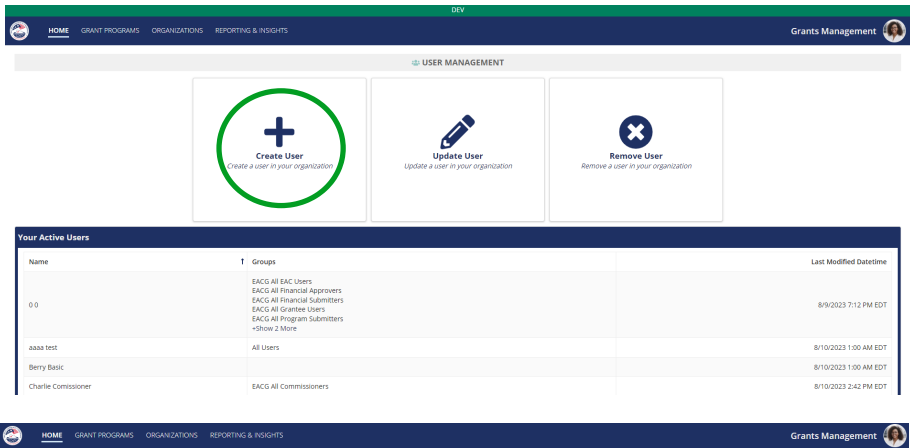 DEV
HOME GRANT PROGRAMS ORGANIZATIONS REPORTING & INSIGHTS Grants Management
USER MANAGEMENT
Create User
Create a user in your organization
Update User
Update a user in your organization
Remove User
Remove a user in your organization
Your Active Users
Name ↑ Groups Last Modified Datetime
0 0
EACG All EAC Users
EACG All Financial Approvers
EACG All Financial Submitters
EACG All Grantee Users
EACG All Program Submitters
+Show 2 More
8/9/2023 7:12 PM EDT
aaaa test All Users 8/10/2023 1:00 AM EDT
Berry Basic 8/10/2023 1:00 AM EDT
Charlie Comissioner EACG All Commissioners 8/10/2023 2:42 PM EDT
HOME GRANT PROGRAMS ORGANIZATIONS REPORTING & INSIGHTS Grants Management